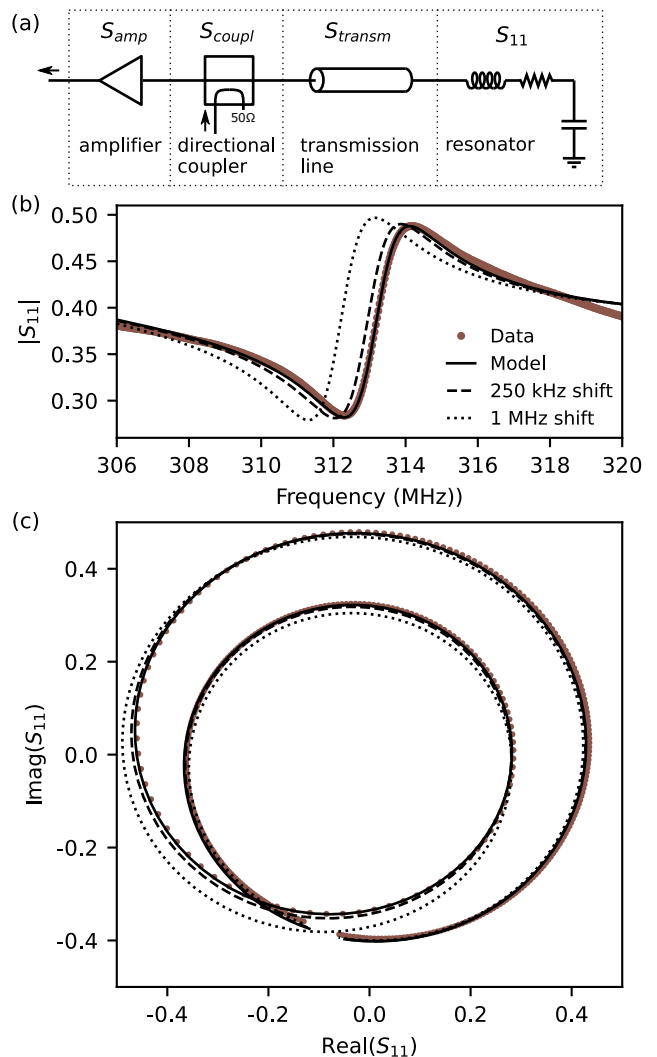 (a)
S_amp S_coupl S_transm S_11
50Ω
amplifier directional transmission resonator
coupler line
(b)
0.50
0.45
0.40
0.35
0.30
|S_11|
Data
Model
250 kHz shift
1 MHz shift
306 308 310 312 314 316 318 320
Frequency (MHz))
(c)
0.4
0.2
0.0
-0.2
-0.4
Imag(S_11)
-0.4 -0.2 0.0 0.2 0.4
Real(S_11)